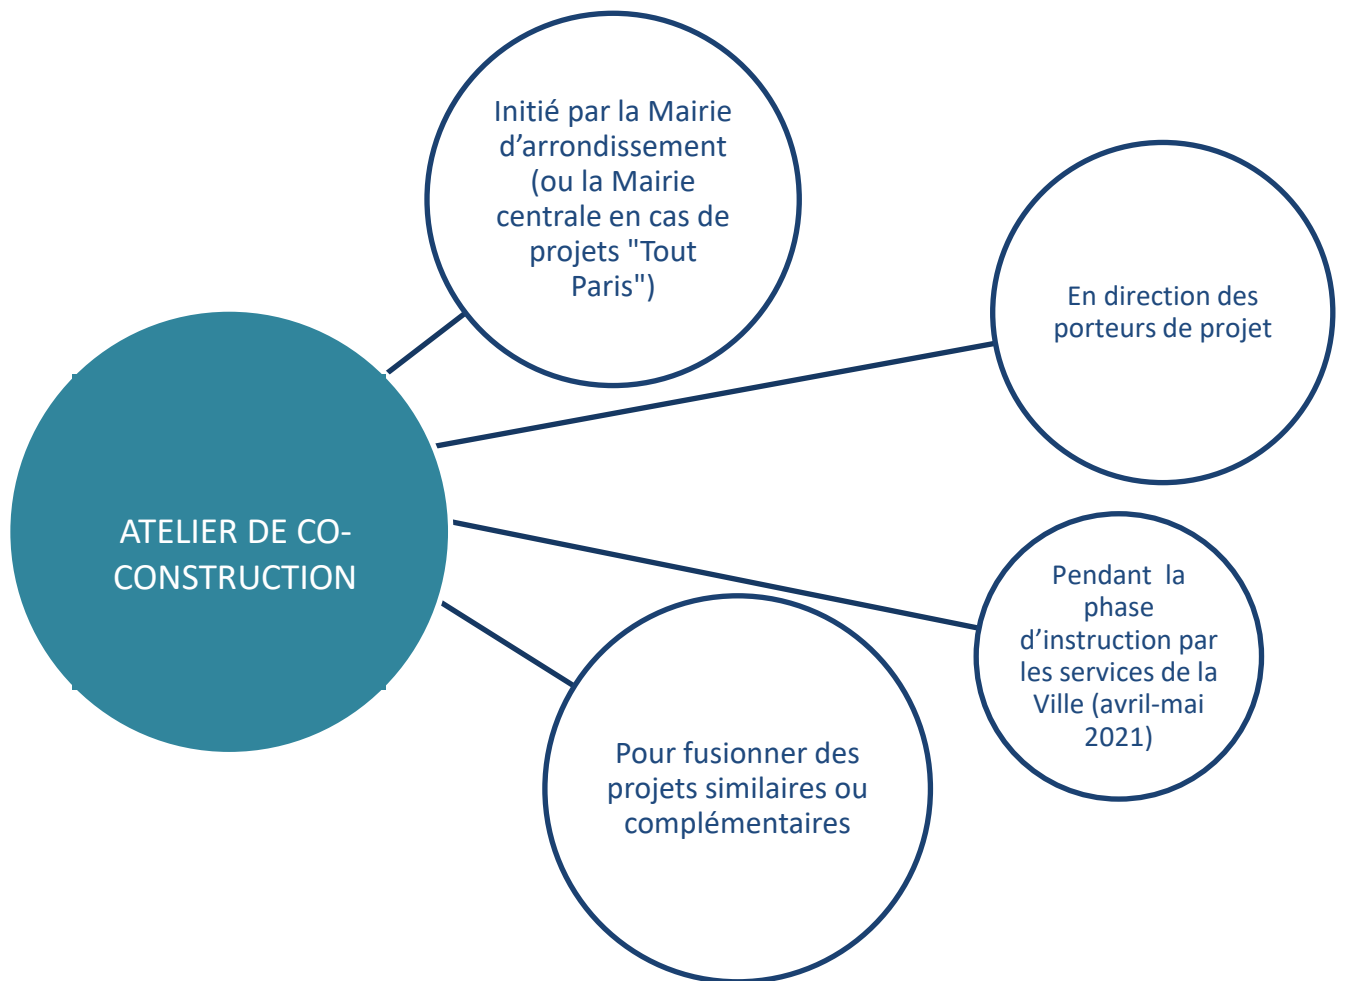 Initié par la Mairie
d’arrondissement
(ou la Mairie
centrale en cas de
projets "Tout
Paris")
En direction des
porteurs de projet
ATELIER DE CO-
CONSTRUCTION
Pendant  la
phase
d’instruction par
les services de la
Ville (avril-mai
2021)
Pour fusionner des
projets similaires ou
complémentaires